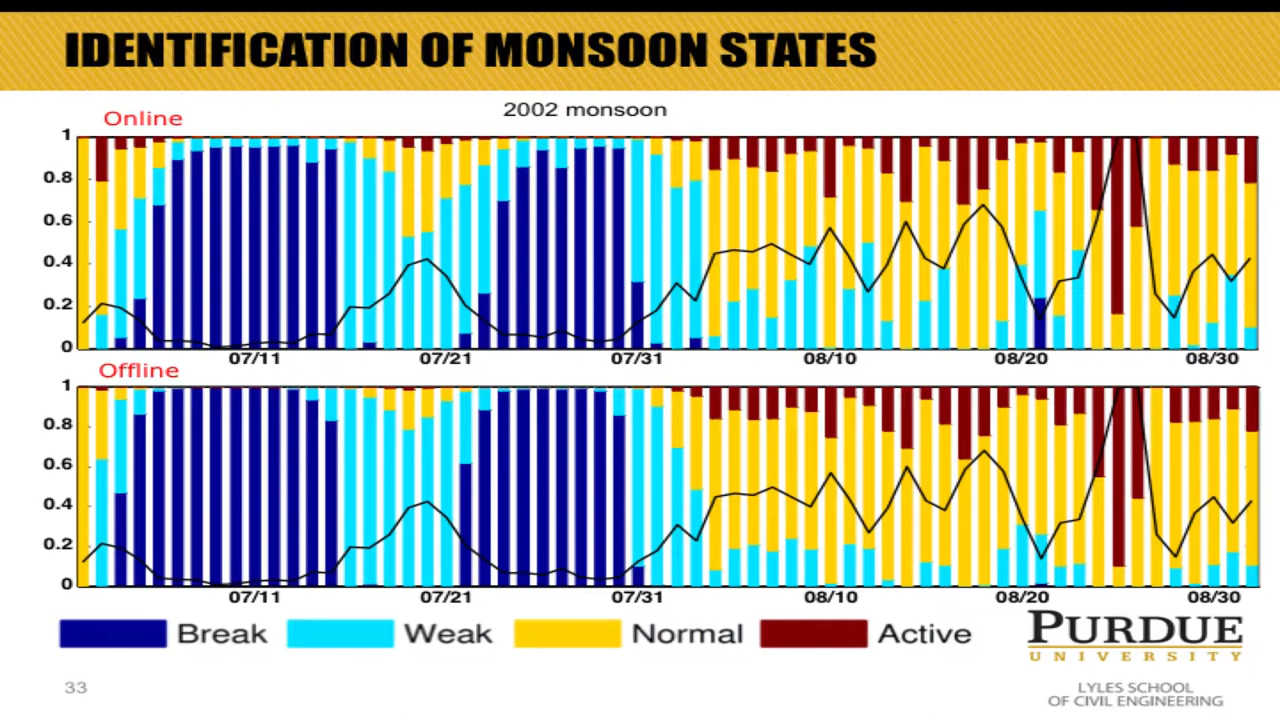 IDENTIFICATION OF MONSOON STATES
Online
2002 monsoon
1
0.8
0.6
0.4
0.2
0
07/11 07/21 07/31 08/10 08/20 08/30
Offline
1
0.8
0.6
0.4
0.2
0
07/11 07/21 07/31 08/10 08/20 08/30
Break Weak Normal Active
PURDUE
UNIVERSITY
33
LYLES SCHOOL
OF CIVIL ENGINEERING